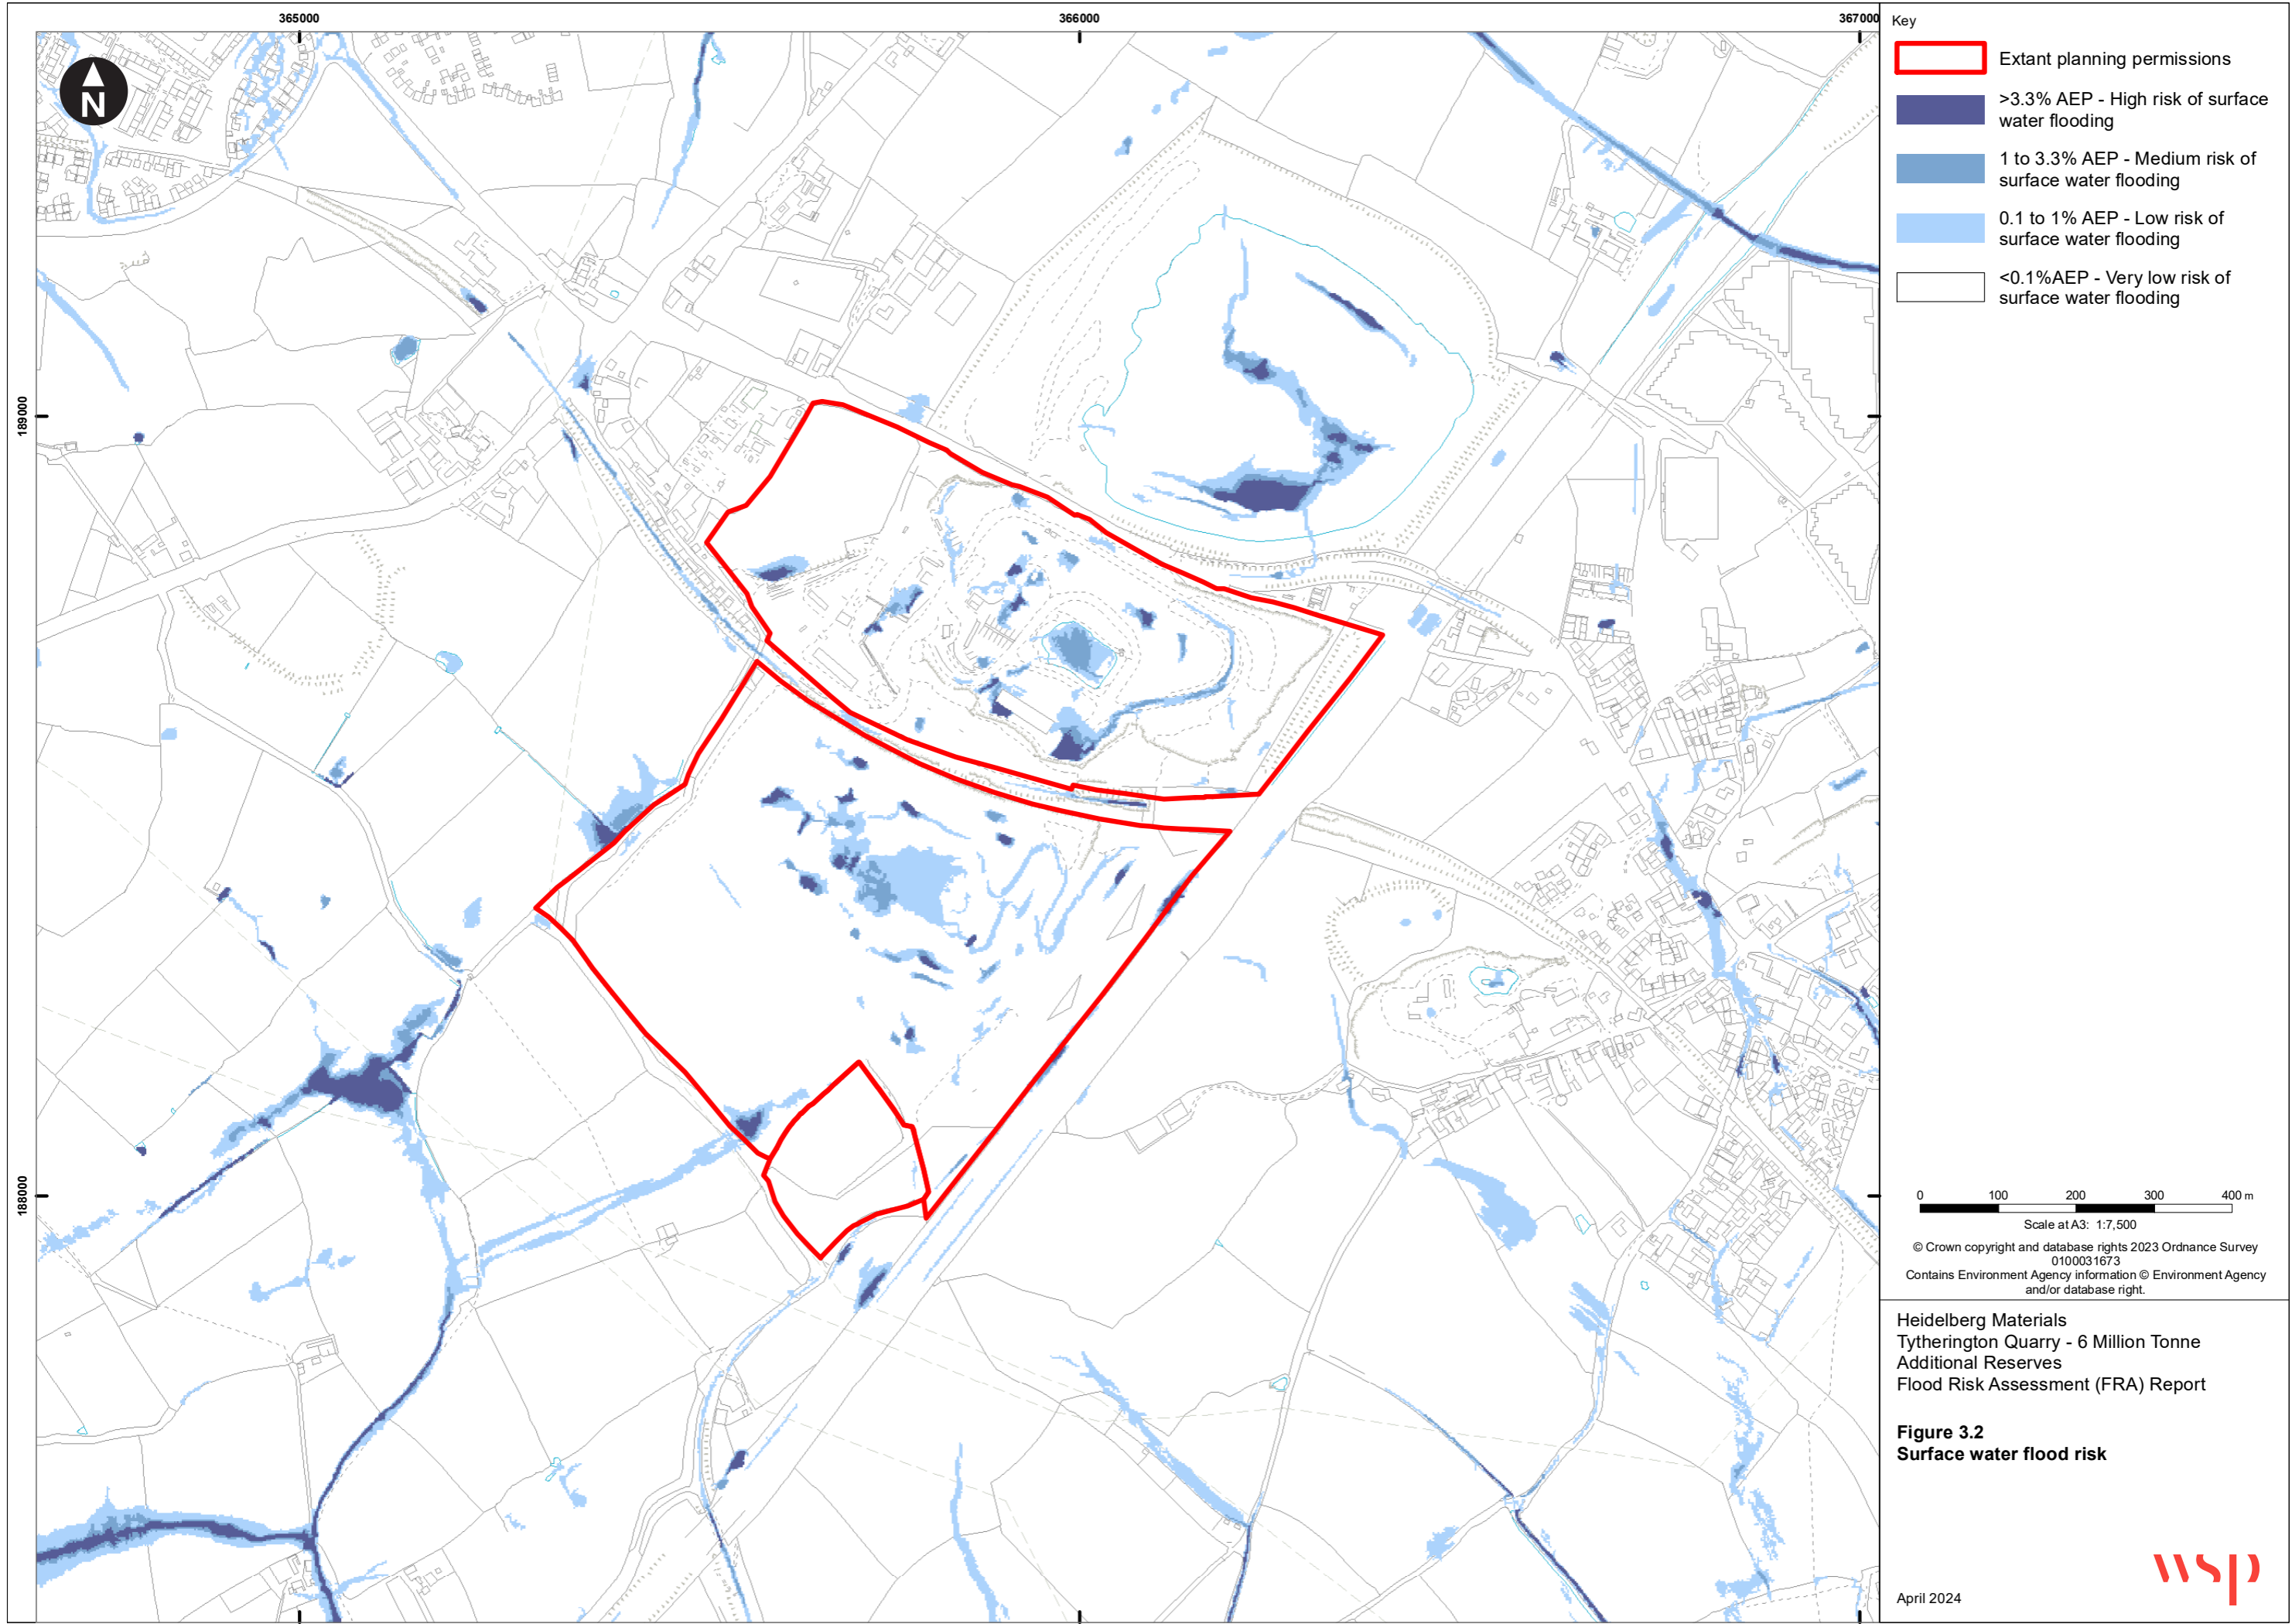 365000
366000
367000
189000
188000
N
Key
Extant planning permissions
>3.3% AEP - High risk of surface
water flooding
1 to 3.3% AEP - Medium risk of
surface water flooding
0.1 to 1% AEP - Low risk of
surface water flooding
<0.1%AEP - Very low risk of
surface water flooding
0 100 200 300 400 m
Scale at A3: 1:7,500
© Crown copyright and database rights 2023 Ordnance Survey
0100031673
Contains Environment Agency information © Environment Agency
and/or database right.
Heidelberg Materials
Tytherington Quarry - 6 Million Tonne
Additional Reserves
Flood Risk Assessment (FRA) Report
Figure 3.2
Surface water flood risk
April 2024
wsp